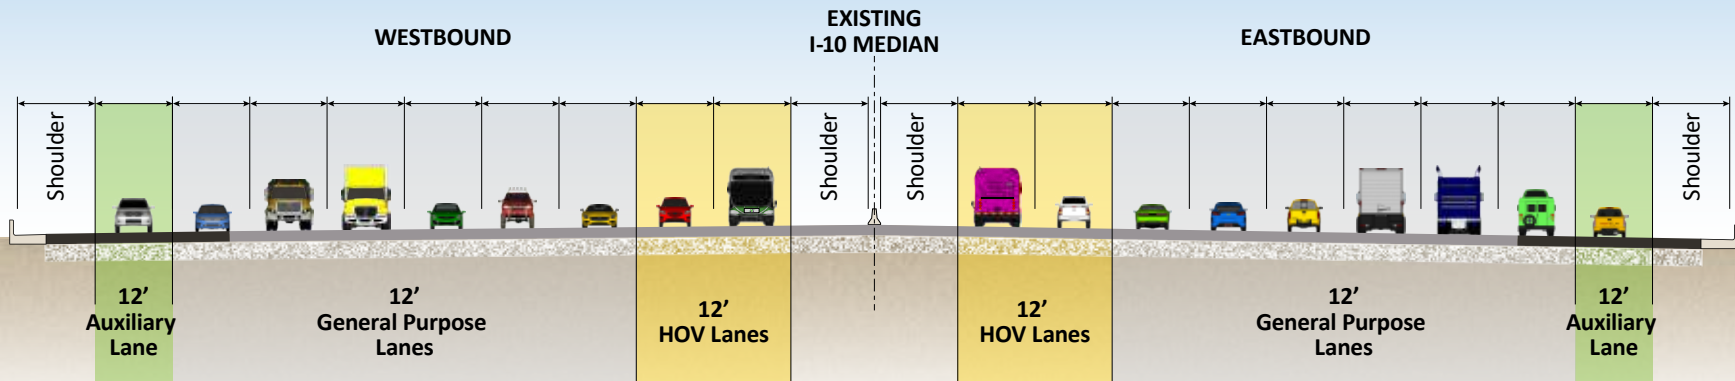 WESTBOUND
EXISTING
I-10 MEDIAN
EASTBOUND
Shoulder
Shoulder
Shoulder
Shoulder
12’
Auxiliary
Lane
12’
General Purpose
Lanes
12’
HOV Lanes
12’
HOV Lanes
12’
General Purpose
Lanes
12’
Auxiliary
Lane